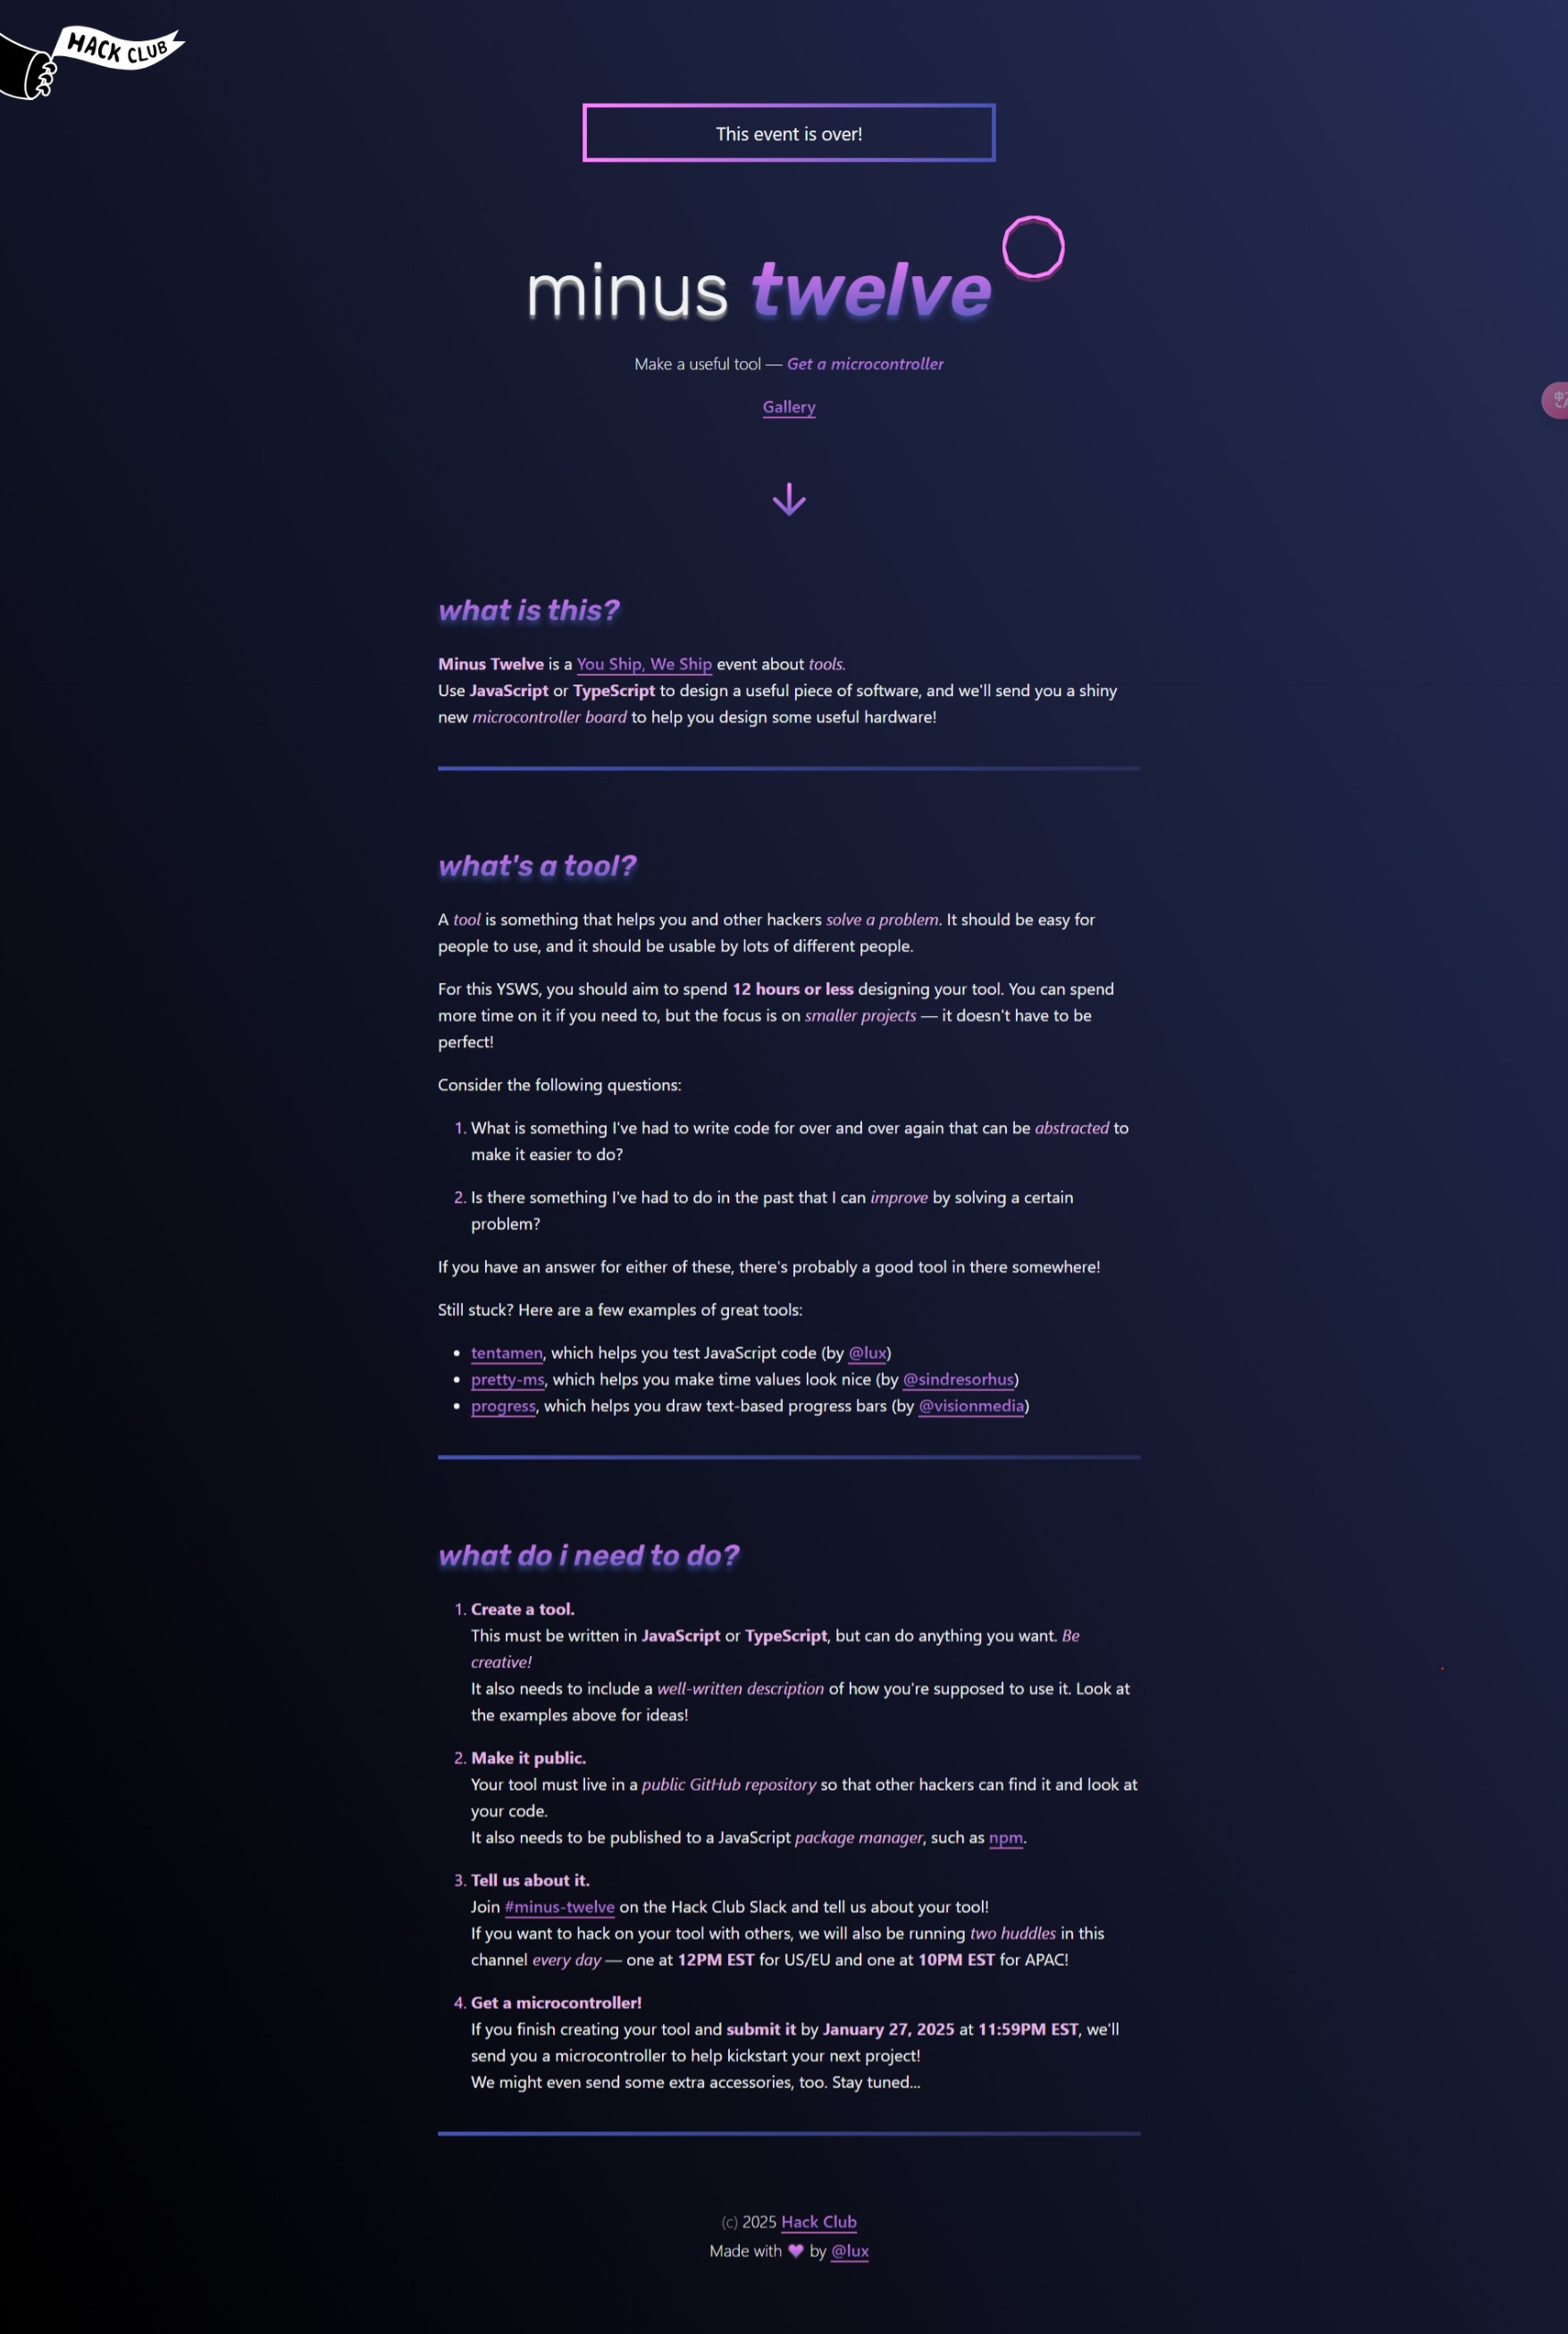 HACK CLUB
This event is over!
minus twelve
Make a useful tool — Get a microcontroller
Gallery
what is this?
Minus Twelve is a You Ship, We Ship event about tools.
Use JavaScript or TypeScript to design a useful piece of software, and we'll send you a shiny
new microcontroller board to help you design some useful hardware!
what's a tool?
A tool is something that helps you and other hackers solve a problem. It should be easy for
people to use, and it should be usable by lots of different people.
For this YSWS, you should aim to spend 12 hours or less designing your tool. You can spend
more time on it if you need to, but the focus is on smaller projects — it doesn't have to be
perfect!
Consider the following questions:
1. What is something I've had to write code for over and over again that can be abstracted to
make it easier to do?
2. Is there something I've had to do in the past that I can improve by solving a certain
problem?
If you have an answer for either of these, there's probably a good tool in there somewhere!
Still stuck? Here are a few examples of great tools:
• tentamen, which helps you test JavaScript code (by @lux)
• pretty-ms, which helps you make time values look nice (by @sindresorhus)
• progress, which helps you draw text-based progress bars (by @visionmedia)
what do i need to do?
1. Create a tool.
This must be written in JavaScript or TypeScript, but can do anything you want. Be
creative!
It also needs to include a well-written description of how you're supposed to use it. Look at
the examples above for ideas!
2. Make it public.
Your tool must live in a public GitHub repository so that other hackers can find it and look at
your code.
It also needs to be published to a JavaScript package manager, such as npm.
3. Tell us about it.
Join #minus-twelve on the Hack Club Slack and tell us about your tool!
If you want to hack on your tool with others, we will also be running two huddles in this
channel every day — one at 12PM EST for US/EU and one at 10PM EST for APAC!
4. Get a microcontroller!
If you finish creating your tool and submit it by January 27, 2025 at 11:59PM EST, we'll
send you a microcontroller to help kickstart your next project!
We might even send some extra accessories, too. Stay tuned...
(c) 2025 Hack Club
Made with ♥ by @lux